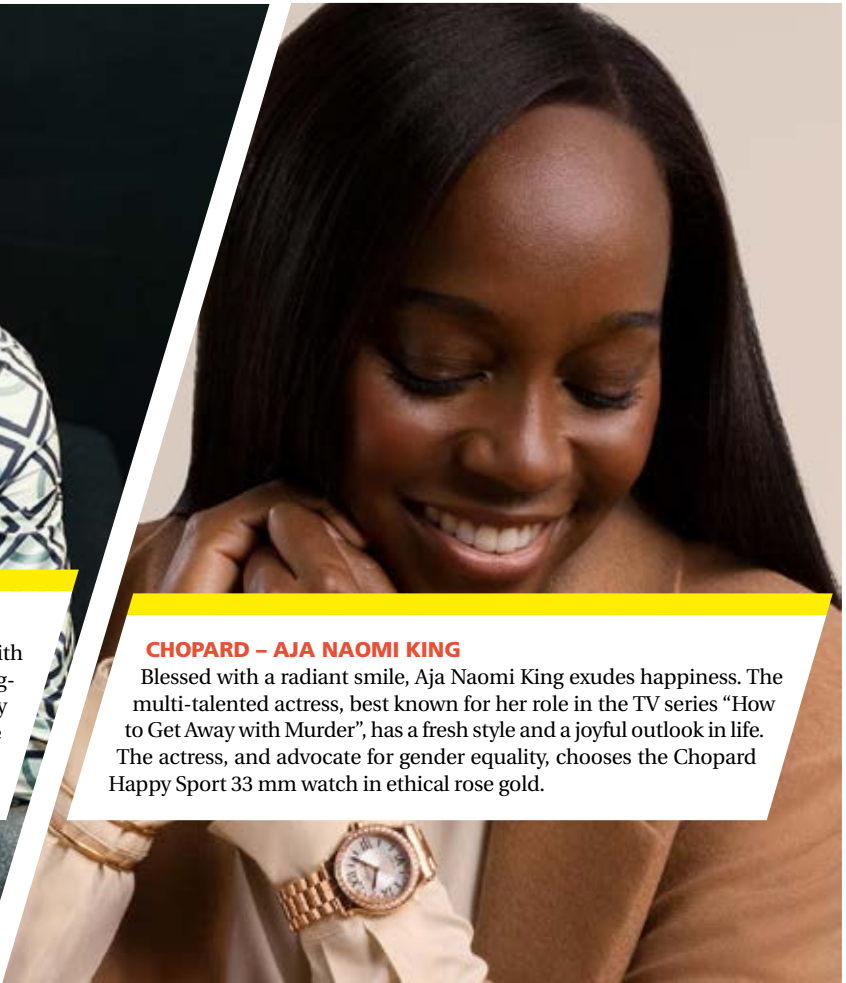 ith
g-
y
CHOPARD – AJA NAOMI KING
Blessed with a radiant smile, Aja Naomi King exudes happiness. The
multi-talented actress, best known for her role in the TV series “How
to Get Away with Murder”, has a fresh style and a joyful outlook in life.
The actress, and advocate for gender equality, chooses the Chopard
Happy Sport 33 mm watch in ethical rose gold.